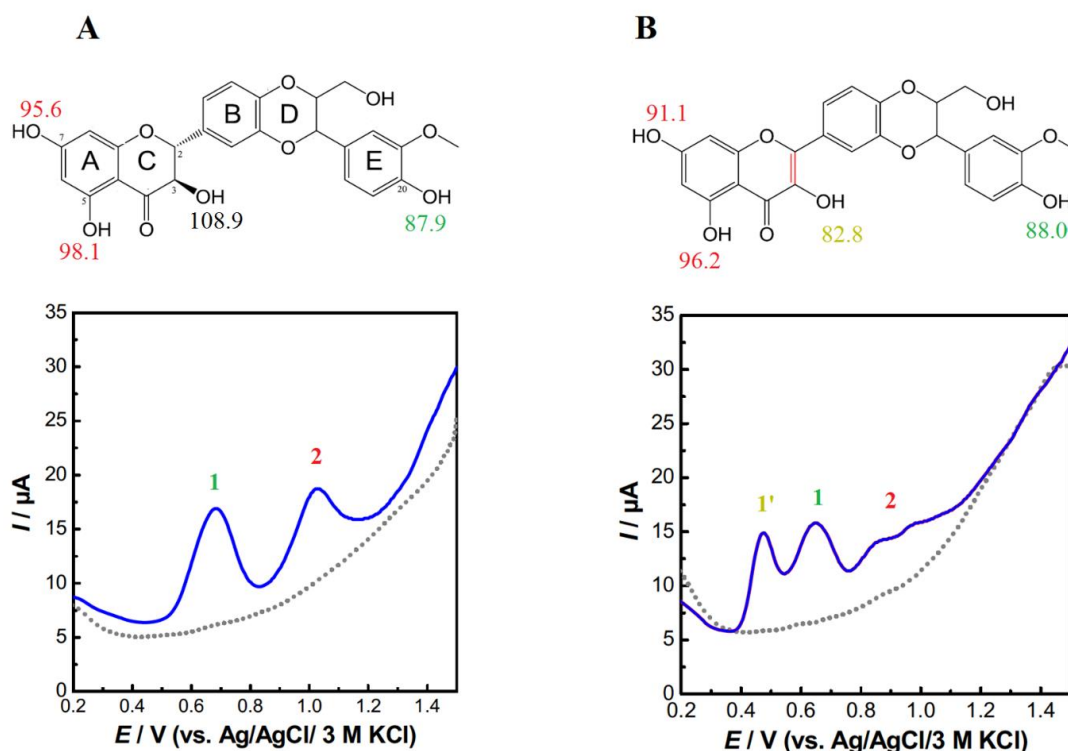 A
B
95.6
HO
7
A
O
C
2
B
O
D
O
OH
E
O
3
5
OH
O
OH
108.9
20
OH
87.9
98.1
91.1
HO
O
O
O
OH
O
OH
O
OH
82.8
OH
88.0
96.2
35
30
25
20
15
10
5
0
I / µA
1
2
0.2 0.4 0.6 0.8 1.0 1.2 1.4
E / V (vs. Ag/AgCl/ 3 M KCl)
35
30
25
20
15
10
5
0
I / µA
1'
1
2
0.2 0.4 0.6 0.8 1.0 1.2 1.4
E / V (vs. Ag/AgCl/3 M KCl)